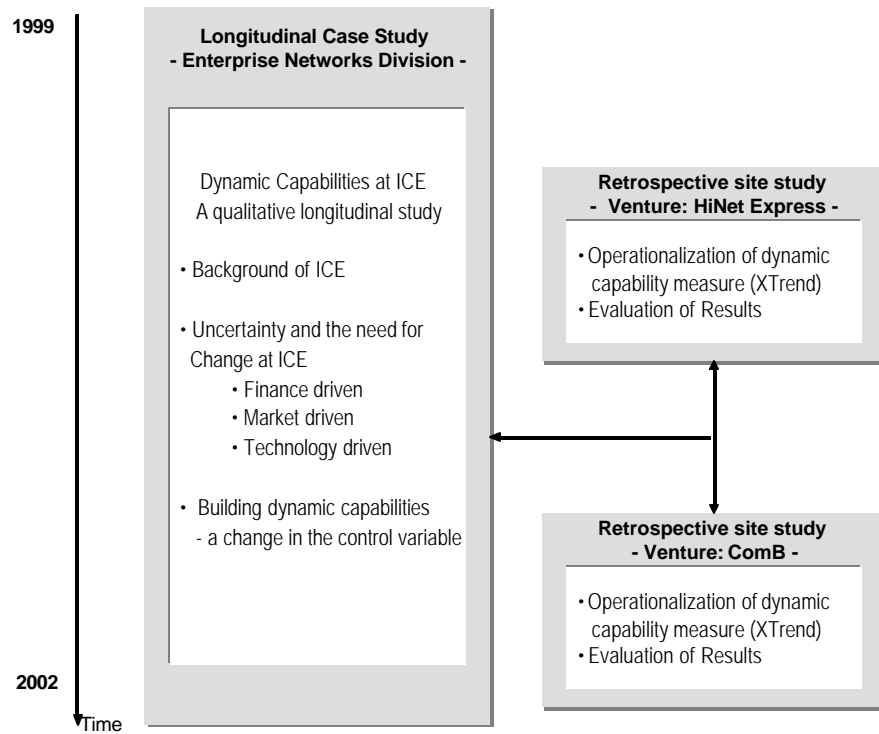 1999
Longitudinal Case Study
- Enterprise Networks Division -
Dynamic Capabilities at ICE
A qualitative longitudinal study
• Background of ICE
• Uncertainty and the need for
Change at ICE
• Finance driven
• Market driven
• Technology driven
• Building dynamic capabilities
- a change in the control variable
2002
Time
Retrospective site study
- Venture: HiNet Express -
• Operationalization of dynamic
capability measure (XTrend)
• Evaluation of Results
Retrospective site study
- Venture: ComB -
• Operationalization of dynamic
capability measure (XTrend)
• Evaluation of Results